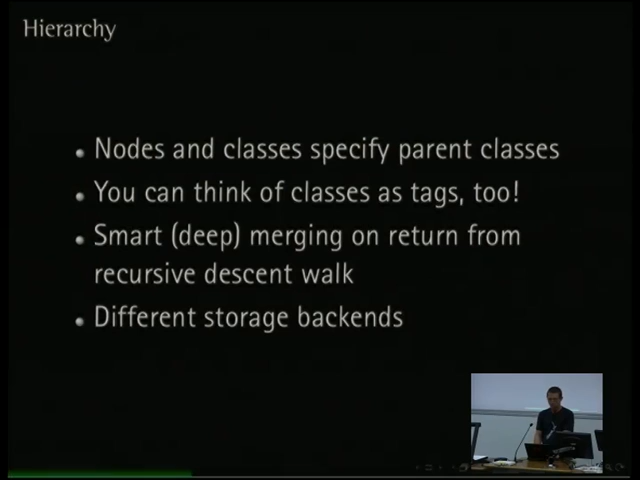 Hierarchy
Nodes and classes specify parent classes
You can think of classes as tags, too!
Smart (deep) merging on return from
recursive descent walk
Different storage backends